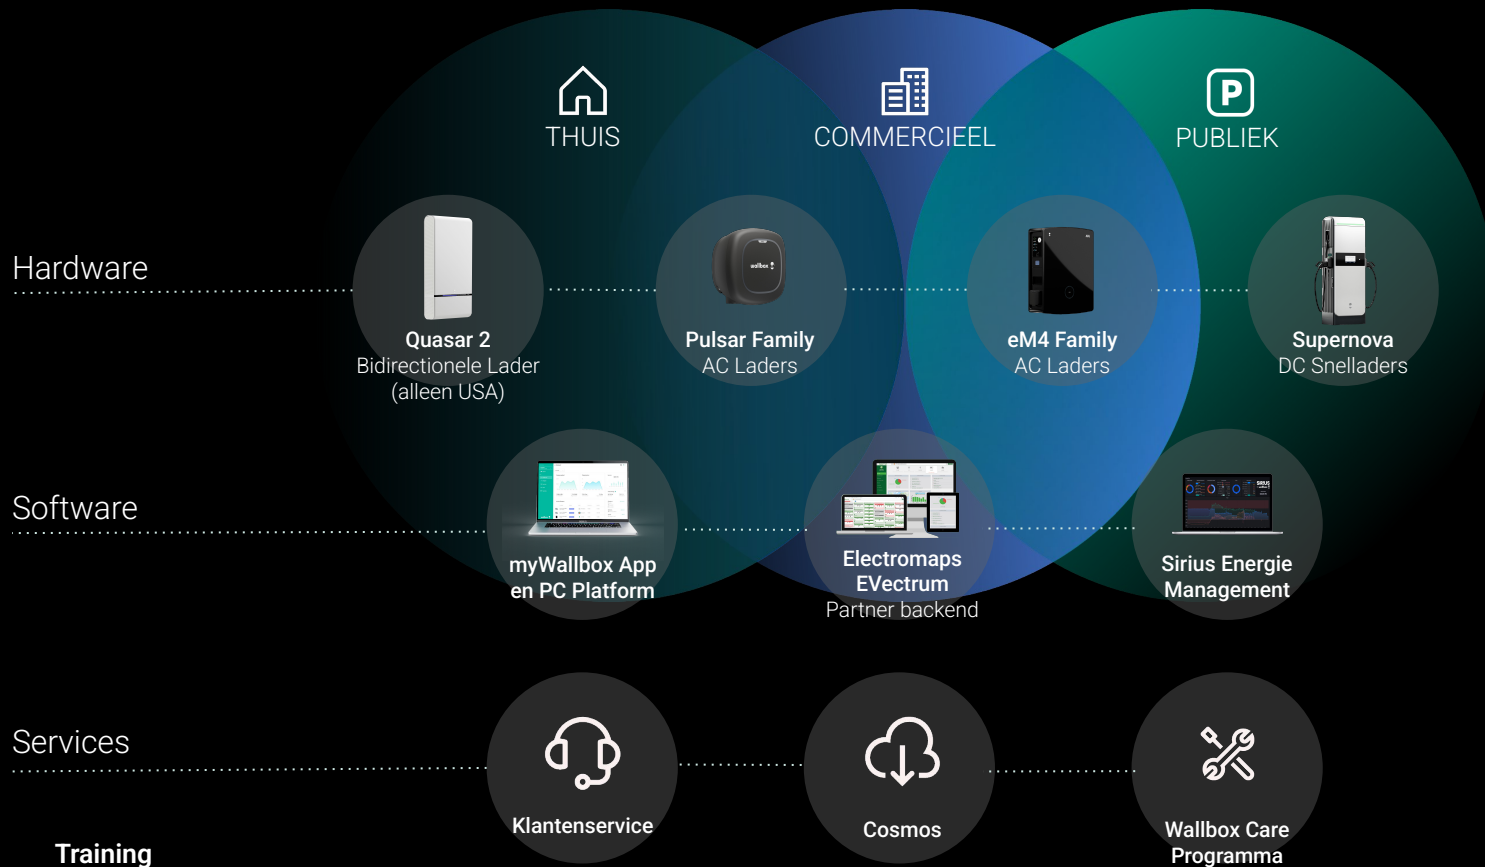 THUIS
COMMERCIEEL
P
PUBLIEK
Hardware
wallbox
Quasar 2
Bidirectionele Lader
(alleen USA)
Pulsar Family
AC Laders
eM4 Family
AC Laders
Supernova
DC Snelladers
Software
SIRIUS
myWallbox App
en PC Platform
Electromaps
EVectrum
Partner backend
Sirius Energie
Management
Services
Klantenservice
Cosmos
Wallbox Care
Programma
Training